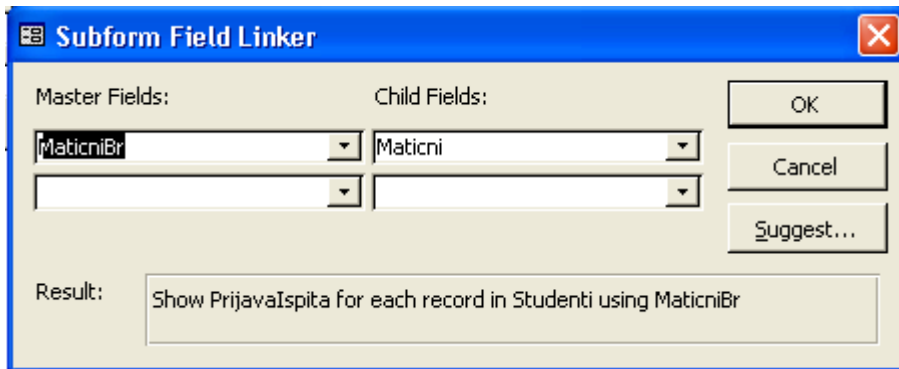 Subform Field Linker
Master Fields: Child Fields:
OK
MaticniBr Maticni
Cancel
Suggest...
Result: Show PrijavaIspita for each record in Studenti using MaticniBr